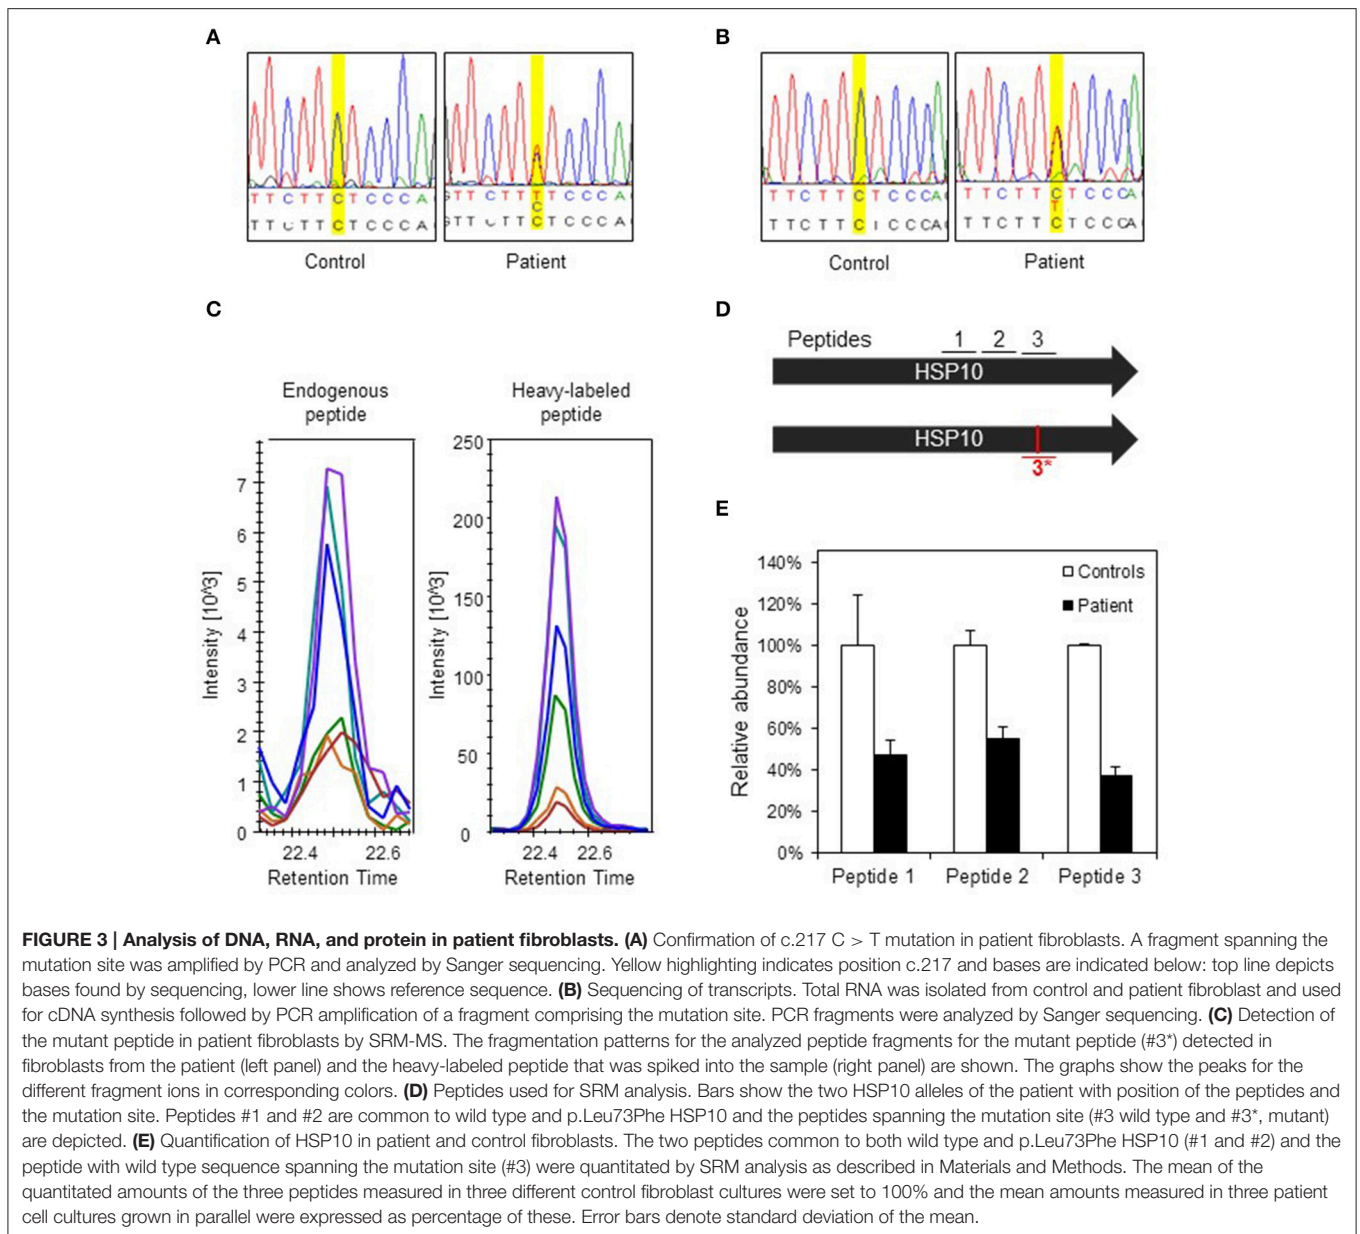 A
B
TTCTTCTCCCA
TTCTTCTCCCA
Control
GTTCTTTTCCCA
C
GTTCTTCTCCCA
Patient
TTCTTCTCCCA
TTCTTCICCCA
Control
TTCTTCTCCCA
T
TTCTTCTCCCA
Patient
C
Endogenous
peptide
Intensity [10^3]
7
6
5
4
3
2
1
0
22.4
22.6
Retention Time
Heavy-labeled
peptide
Intensity [10^3]
250
200
150
100
50
0
22.4
22.6
Retention Time
D
Peptides 1 2 3
HSP10
HSP10
3*
E
Relative abundance
140%
120%
100%
80%
60%
40%
20%
0%
Controls
Patient
Peptide 1
Peptide 2
Peptide 3
FIGURE 3 | Analysis of DNA, RNA, and protein in patient fibroblasts. (A) Confirmation of c.217 C > T mutation in patient fibroblasts. A fragment spanning the
mutation site was amplified by PCR and analyzed by Sanger sequencing. Yellow highlighting indicates position c.217 and bases are indicated below: top line depicts
bases found by sequencing, lower line shows reference sequence. (B) Sequencing of transcripts. Total RNA was isolated from control and patient fibroblast and used
for cDNA synthesis followed by PCR amplification of a fragment comprising the mutation site. PCR fragments were analyzed by Sanger sequencing. (C) Detection of
the mutant peptide in patient fibroblasts by SRM-MS. The fragmentation patterns for the analyzed peptide fragments for the mutant peptide (#3*) detected in
fibroblasts from the patient (left panel) and the heavy-labeled peptide that was spiked into the sample (right panel) are shown. The graphs show the peaks for the
different fragment ions in corresponding colors. (D) Peptides used for SRM analysis. Bars show the two HSP10 alleles of the patient with position of the peptides and
the mutation site. Peptides #1 and #2 are common to wild type and p.Leu73Phe HSP10 and the peptides spanning the mutation site (#3 wild type and #3*, mutant)
are depicted. (E) Quantification of HSP10 in patient and control fibroblasts. The two peptides common to both wild type and p.Leu73Phe HSP10 (#1 and #2) and the
peptide with wild type sequence spanning the mutation site (#3) were quantitated by SRM analysis as described in Materials and Methods. The mean of the
quantitated amounts of the three peptides measured in three different control fibroblast cultures were set to 100% and the mean amounts measured in three patient
cell cultures grown in parallel were expressed as percentage of these. Error bars denote standard deviation of the mean.